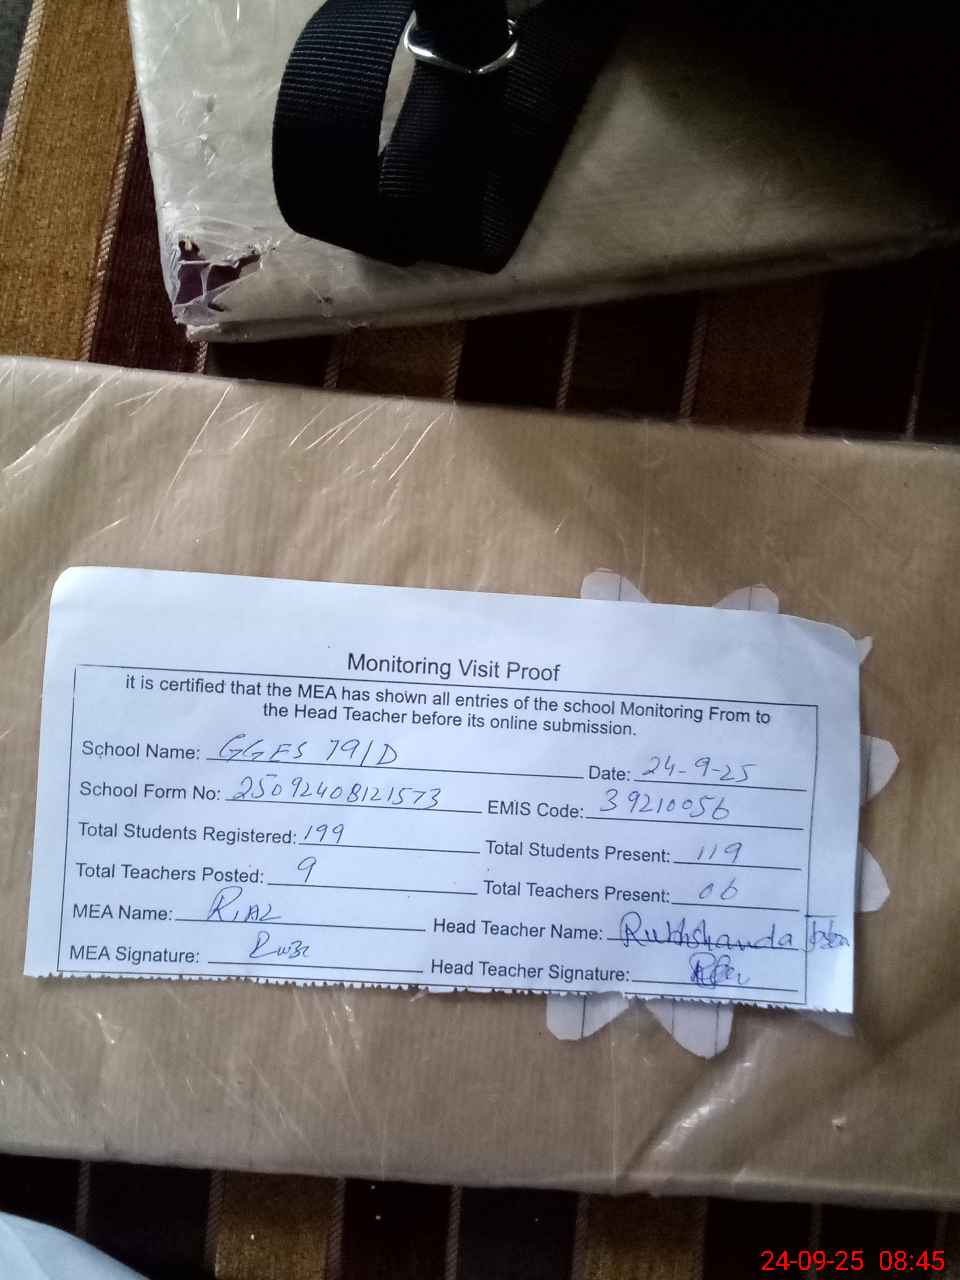 Monitoring Visit Proof
it is certified that the MEA has shown all entries of the school Monitoring From to
the Head Teacher before its online submission.
School Name: GGES 79/D Date: 24-9-25
School Form No: 25092408121573 EMIS Code: 39210056
Total Students Registered: 199 Total Students Present: 119
Total Teachers Posted: 9 Total Teachers Present: 06
MEA Name: Riaz Head Teacher Name: Rukhshanda
MEA Signature: Head Teacher Signature:
24-09-25 08:45